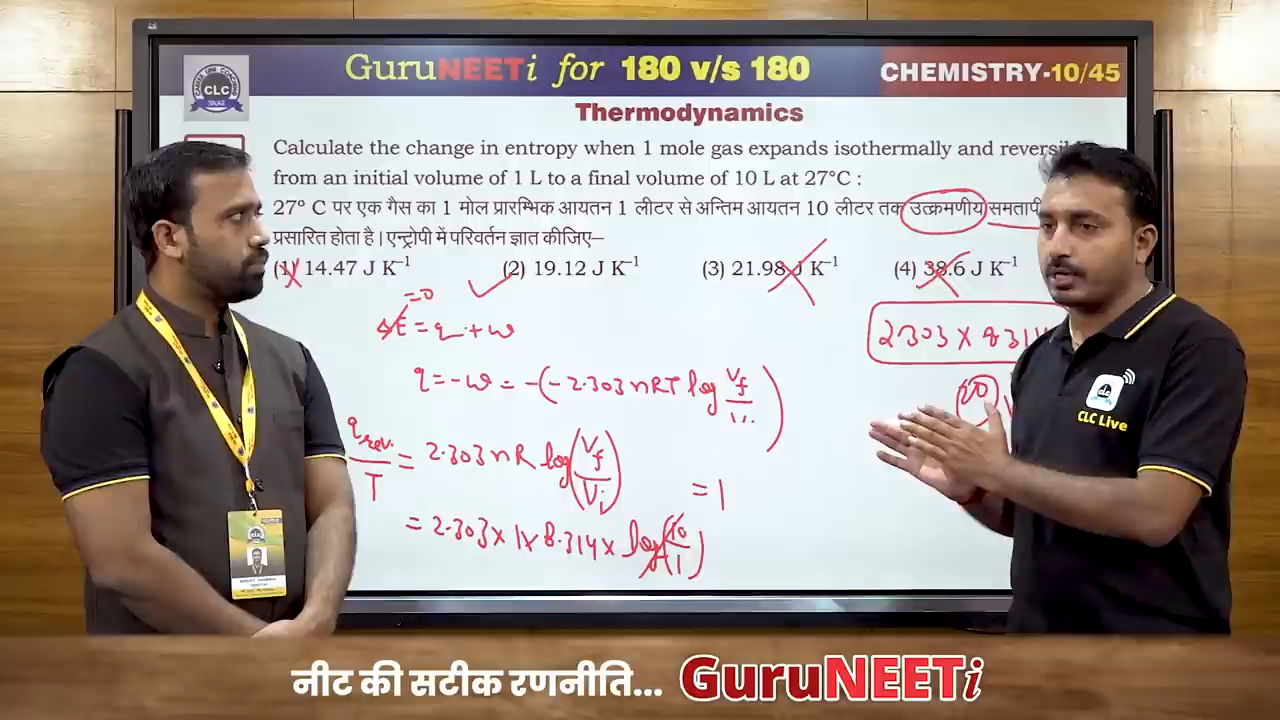 GuruNEETi for 180 v/s 180
CHEMISTRY-10/45
CLC
SIKAR
Thermodynamics
Calculate the change in entropy when 1 mole gas expands isothermally and
from an initial volume of 1 L to a final volume of 10 L at 27°C :
27° C पर एक गैस का 1 मोल प्रारम्भिक आयतन 1 लीटर से अन्तिम आयतन 10 लीटर तक उत्क्रमणीय
प्रसारित होता है। एन्ट्रोपी में परिवर्तन ज्ञात कीजिए–
(1) 14.47 J K⁻¹ (2) 19.12 J K⁻¹ (3) 21.98 J K⁻¹ (4) 38.6 J K⁻¹
=0
ΔE = q + w
2.303 × 8.314
q = -w = -(-2.303 nRT log Vf/Vi)
20
qrev./T = 2.303 nR log(Vf/Vi)
= 1
= 2.303 × 1 × 8.314 × log(10/1)
CLC Live
नीट की सटीक रणनीति... GuruNEETi